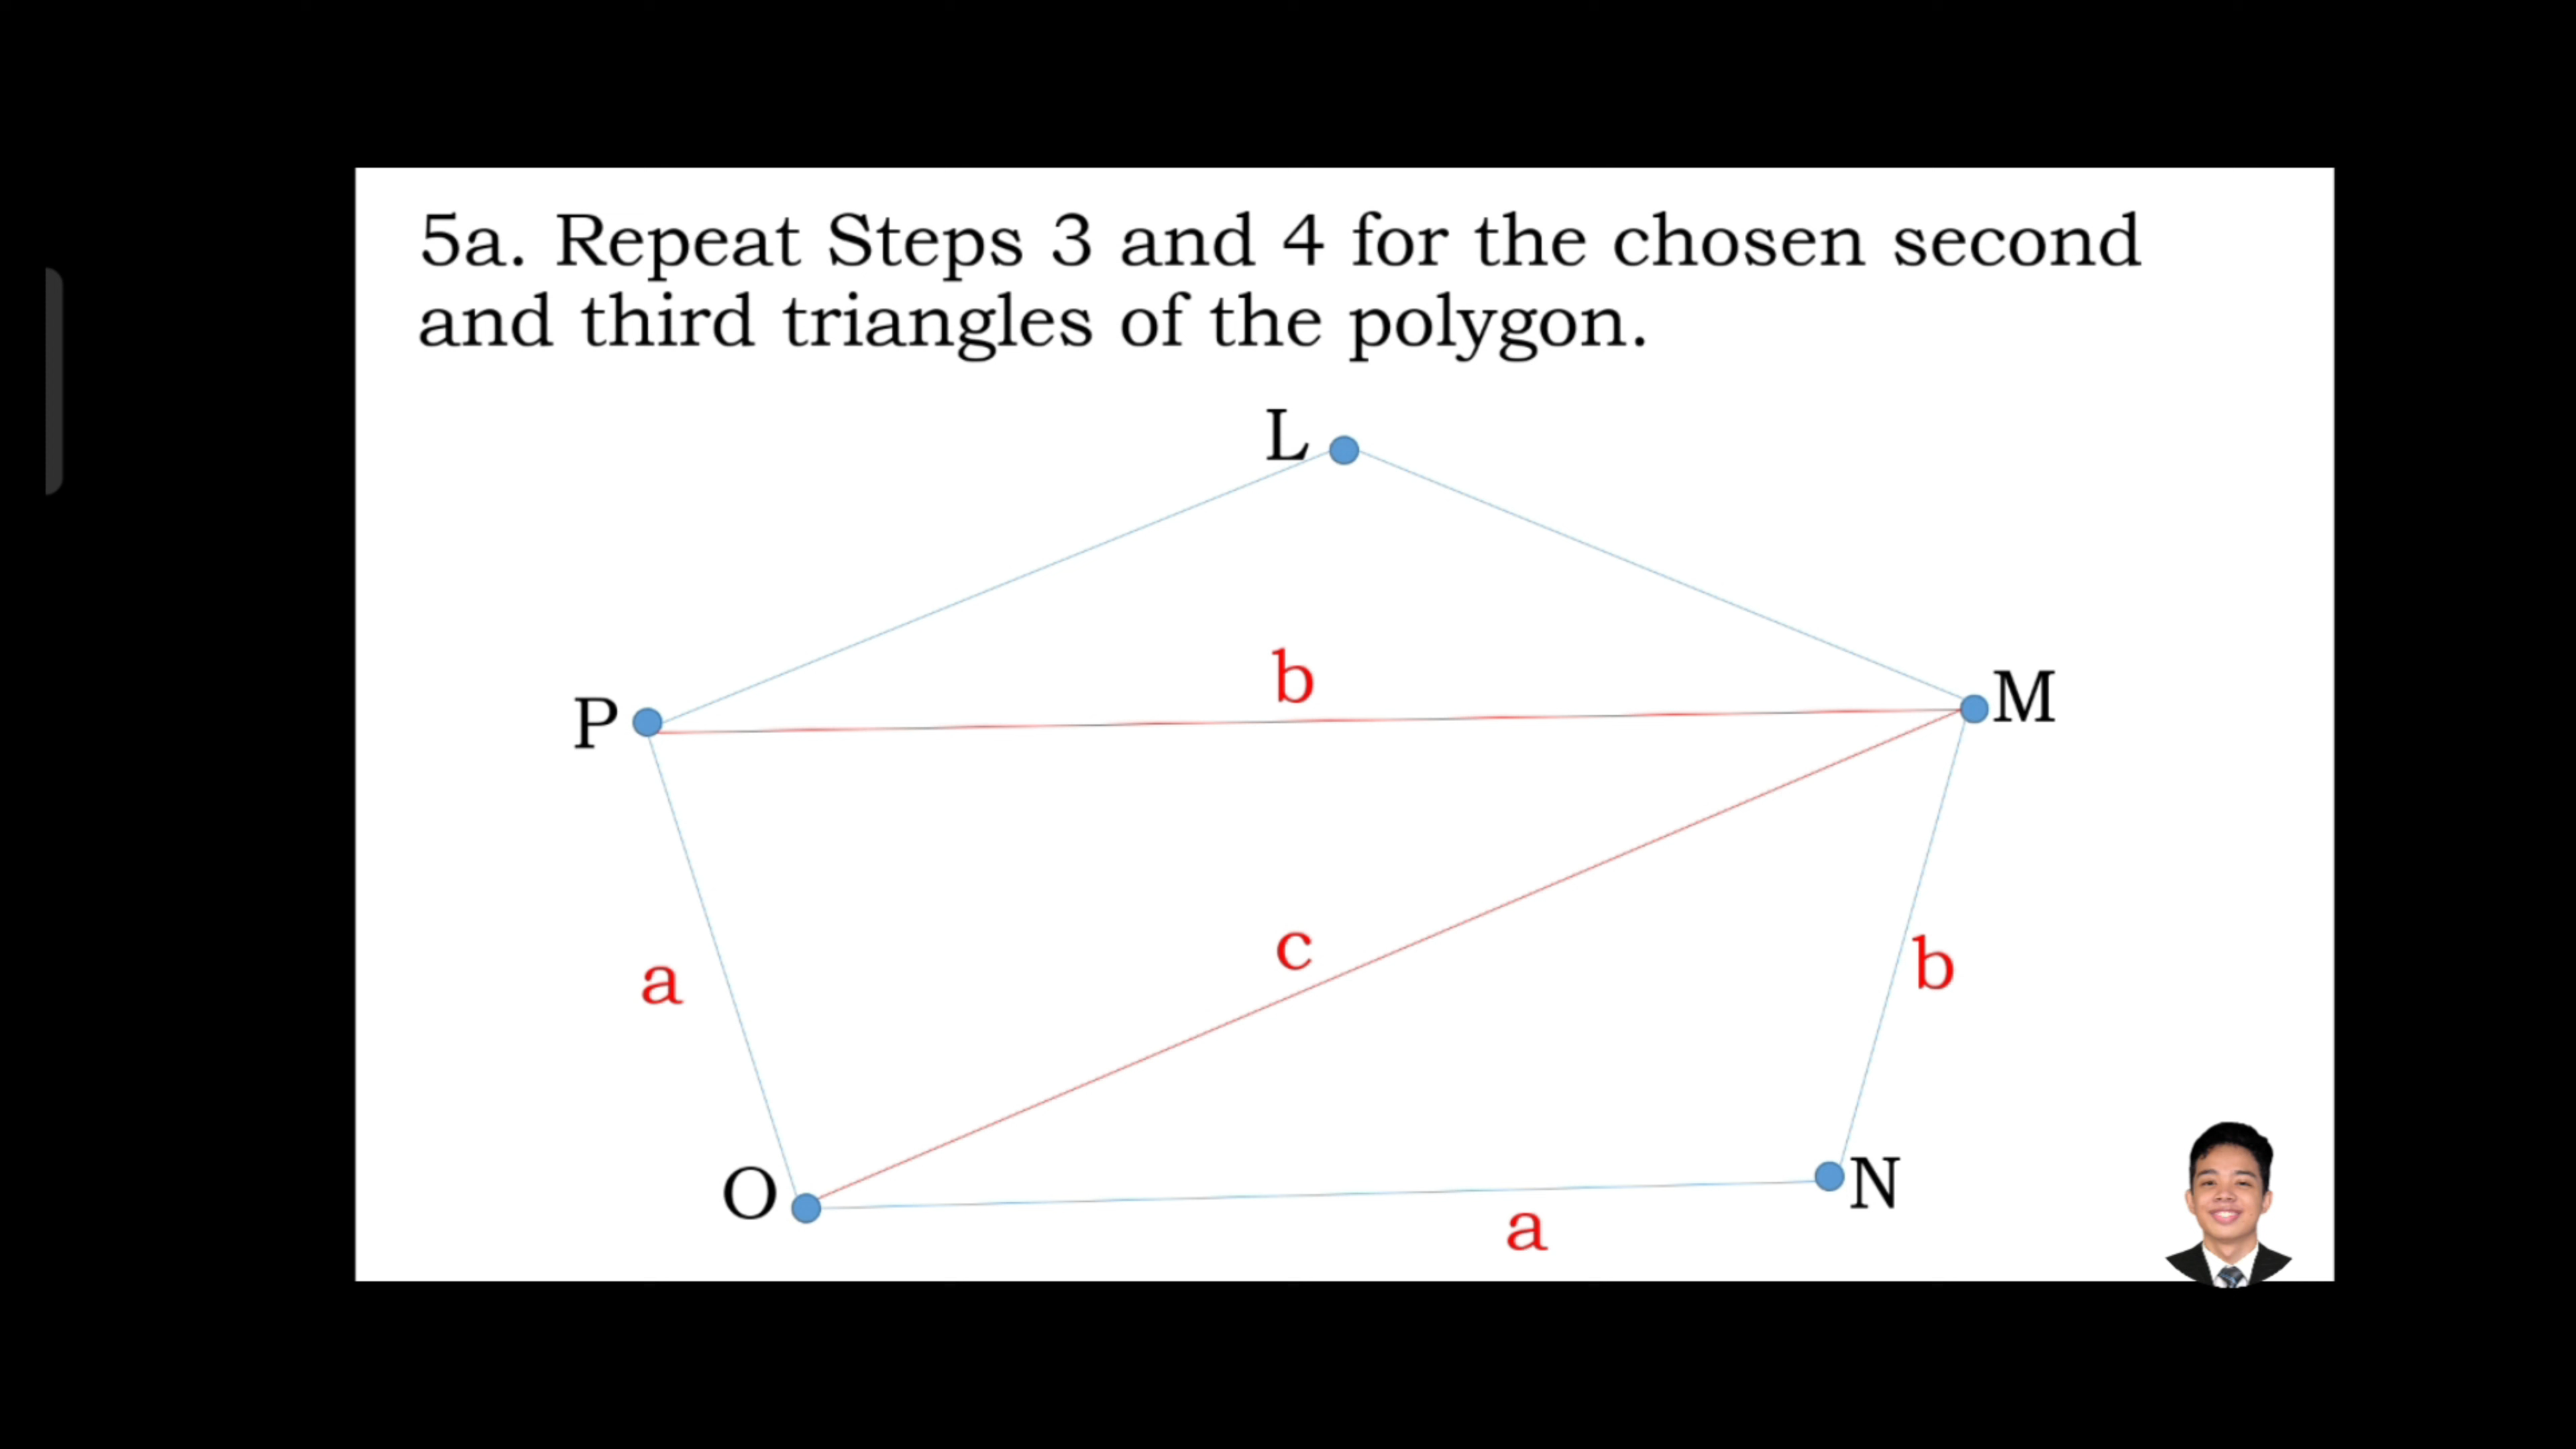 5a. Repeat Steps 3 and 4 for the chosen second
and third triangles of the polygon.
L
b
P
M
c
a
b
O
N
a